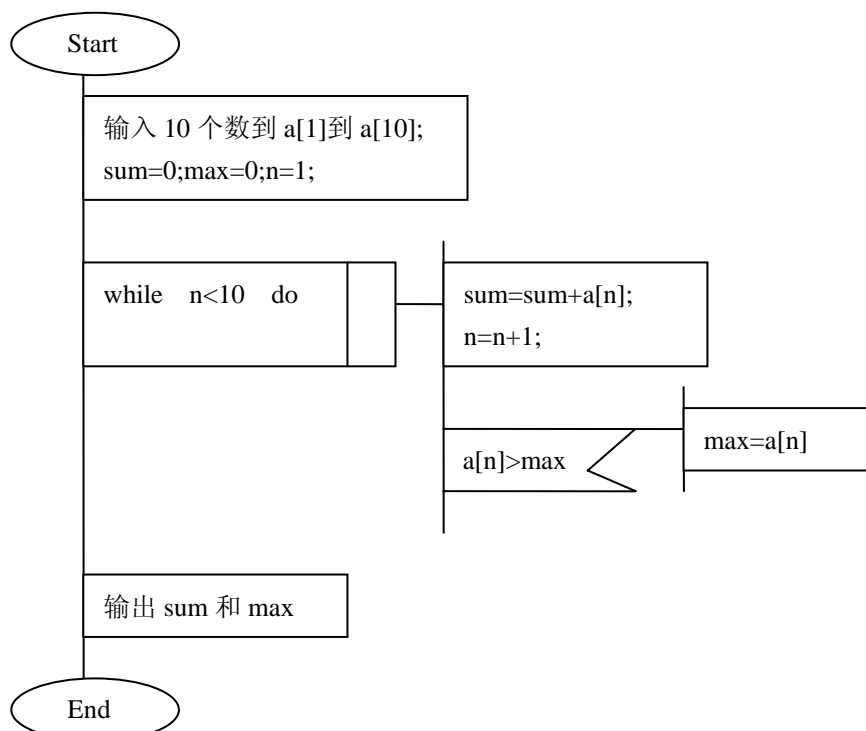 Start
输入 10 个数到 a[1]到 a[10];
sum=0;max=0;n=1;
while n<10 do
sum=sum+a[n];
n=n+1;
a[n]>max
max=a[n]
输出 sum 和 max
End